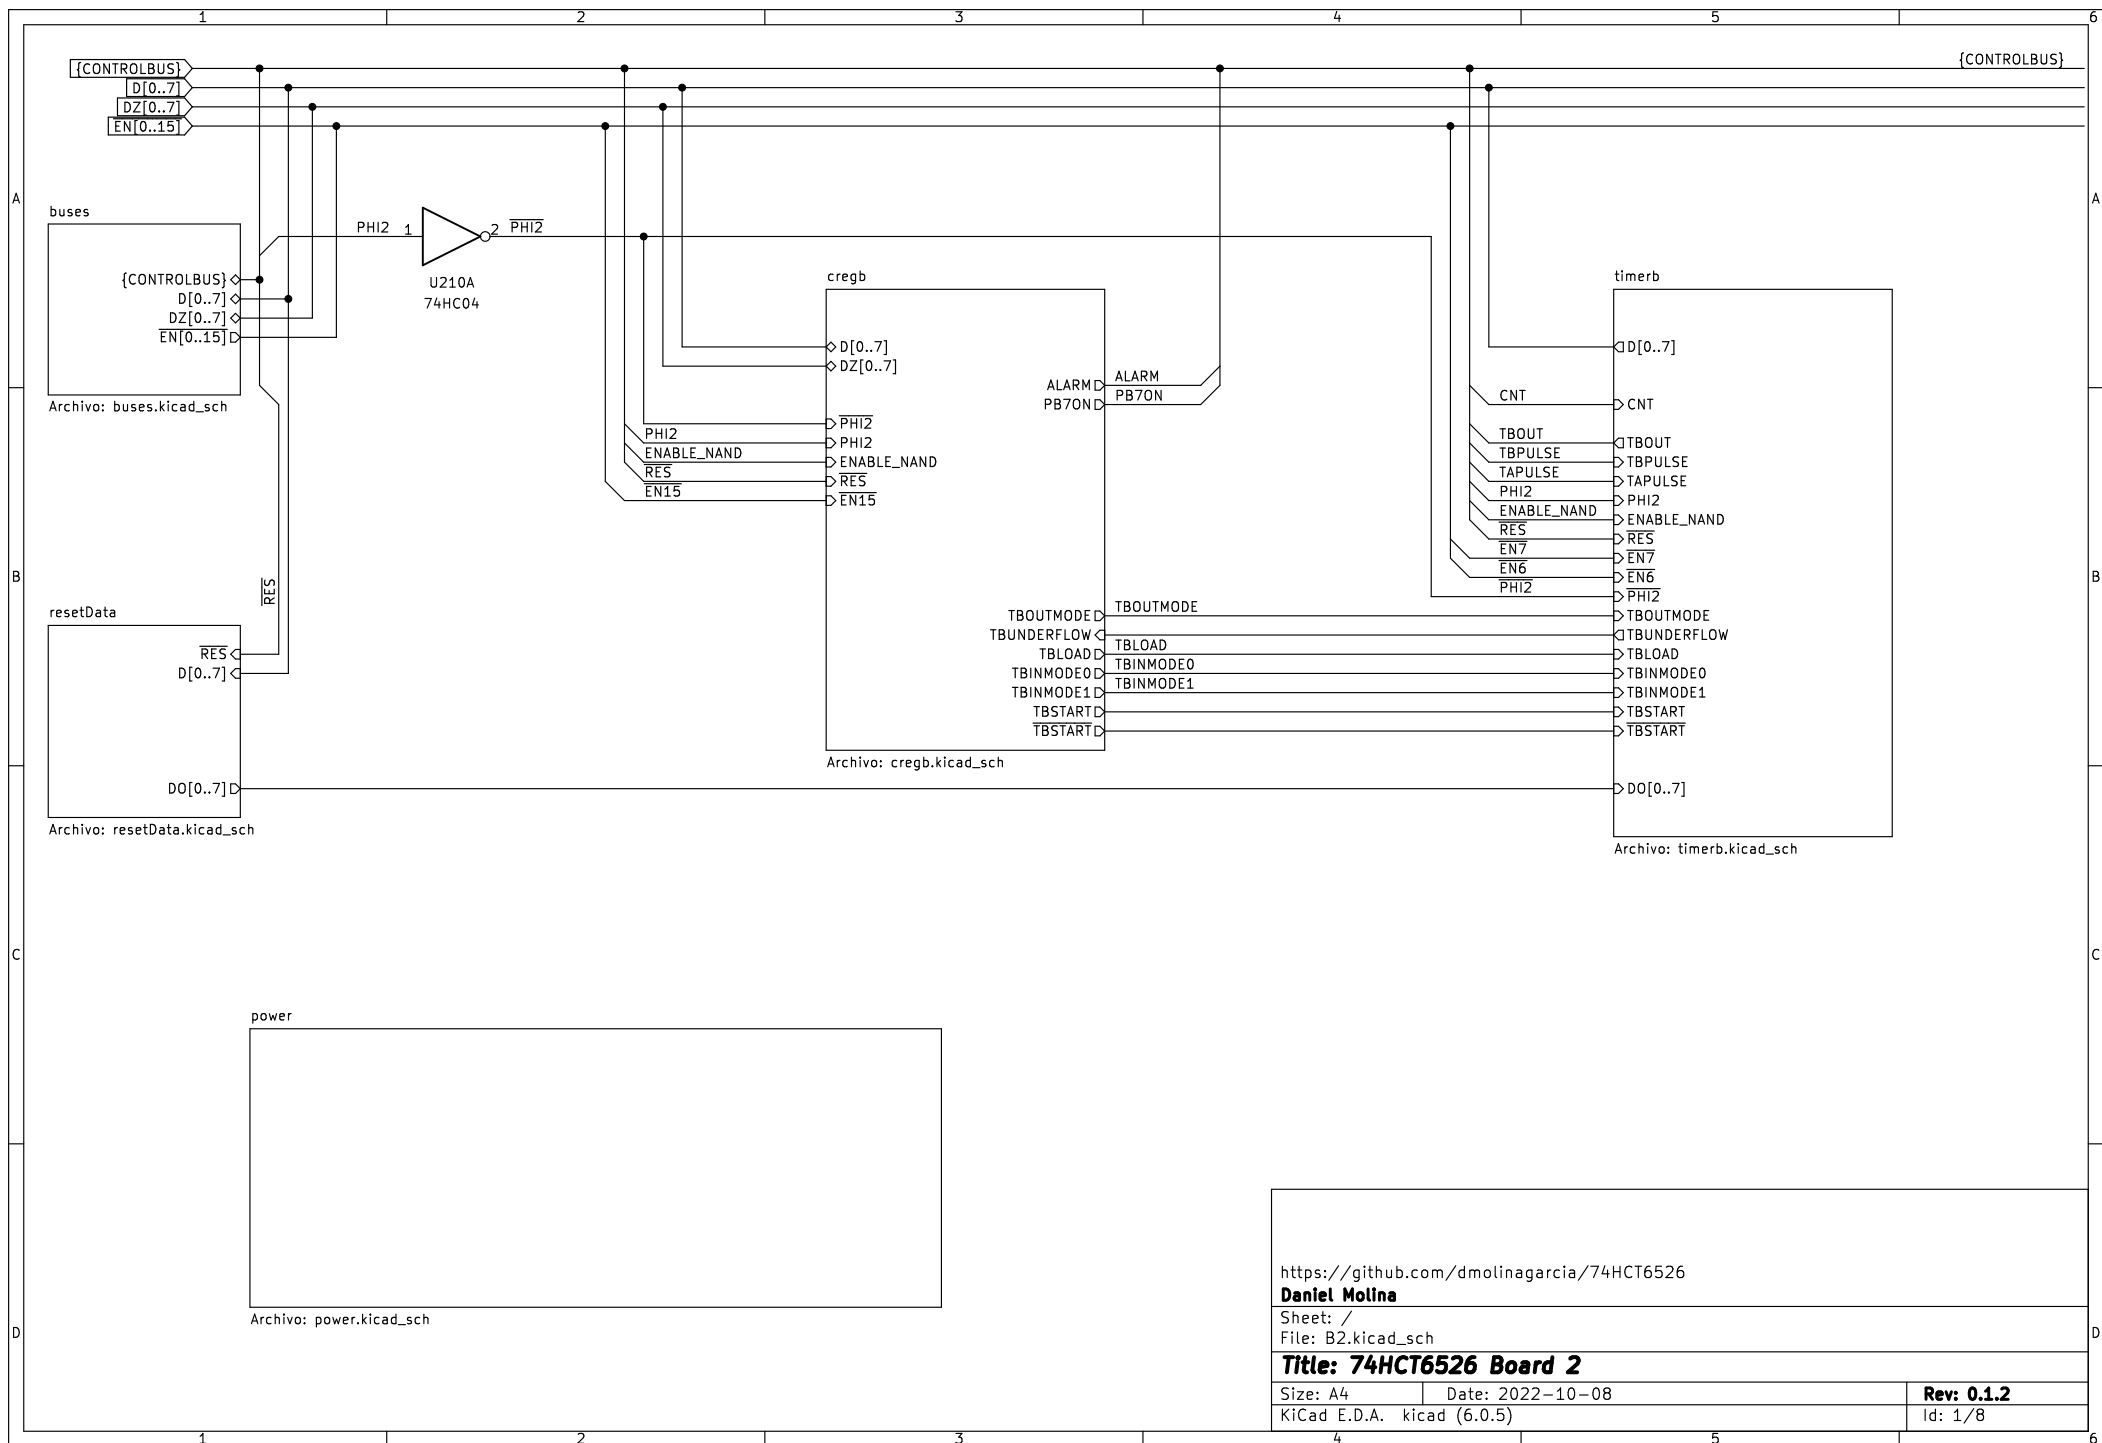 1 2 3 4 5 6
{CONTROLBUS} {CONTROLBUS}
D[0..7]
DZ[0..7]
EN[0..15]
A A
buses
PHI2 1 2 PHI2
U210A
74HC04
{CONTROLBUS}
D[0..7]
DZ[0..7]
EN[0..15]
Archivo: buses.kicad_sch
cregb
D[0..7]
DZ[0..7]
ALARM ALARM
PB7ON PB7ON
PHI2
PHI2 PHI2
ENABLE_NAND ENABLE_NAND
RES RES
EN15 EN15
TBOUTMODE TBOUTMODE
TBUNDERFLOW
TBLOAD TBLOAD
TBINMODE0 TBINMODE0
TBINMODE1 TBINMODE1
TBSTART
TBSTART
Archivo: cregb.kicad_sch
timerb
D[0..7]
CNT CNT
TBOUT TBOUT
TBPULSE TBPULSE
TAPULSE TAPULSE
PHI2 PHI2
ENABLE_NAND ENABLE_NAND
RES RES
EN7 EN7
EN6 EN6
PHI2 PHI2
TBOUTMODE
TBUNDERFLOW
TBLOAD
TBINMODE0
TBINMODE1
TBSTART
TBSTART
DO[0..7]
Archivo: timerb.kicad_sch
B B
RES
resetData
RES
D[0..7]
DO[0..7]
Archivo: resetData.kicad_sch
C C
power
Archivo: power.kicad_sch
D D
https://github.com/dmolinagarcia/74HCT6526
Daniel Molina
Sheet: /
File: B2.kicad_sch
Title: 74HCT6526 Board 2
Size: A4 Date: 2022-10-08 Rev: 0.1.2
KiCad E.D.A. kicad (6.0.5) Id: 1/8
1 2 3 4 5 6